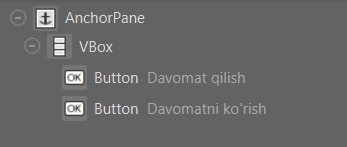 AnchorPane
VBox
OK Button Davomat qilish
OK Button Davomatni ko'rish